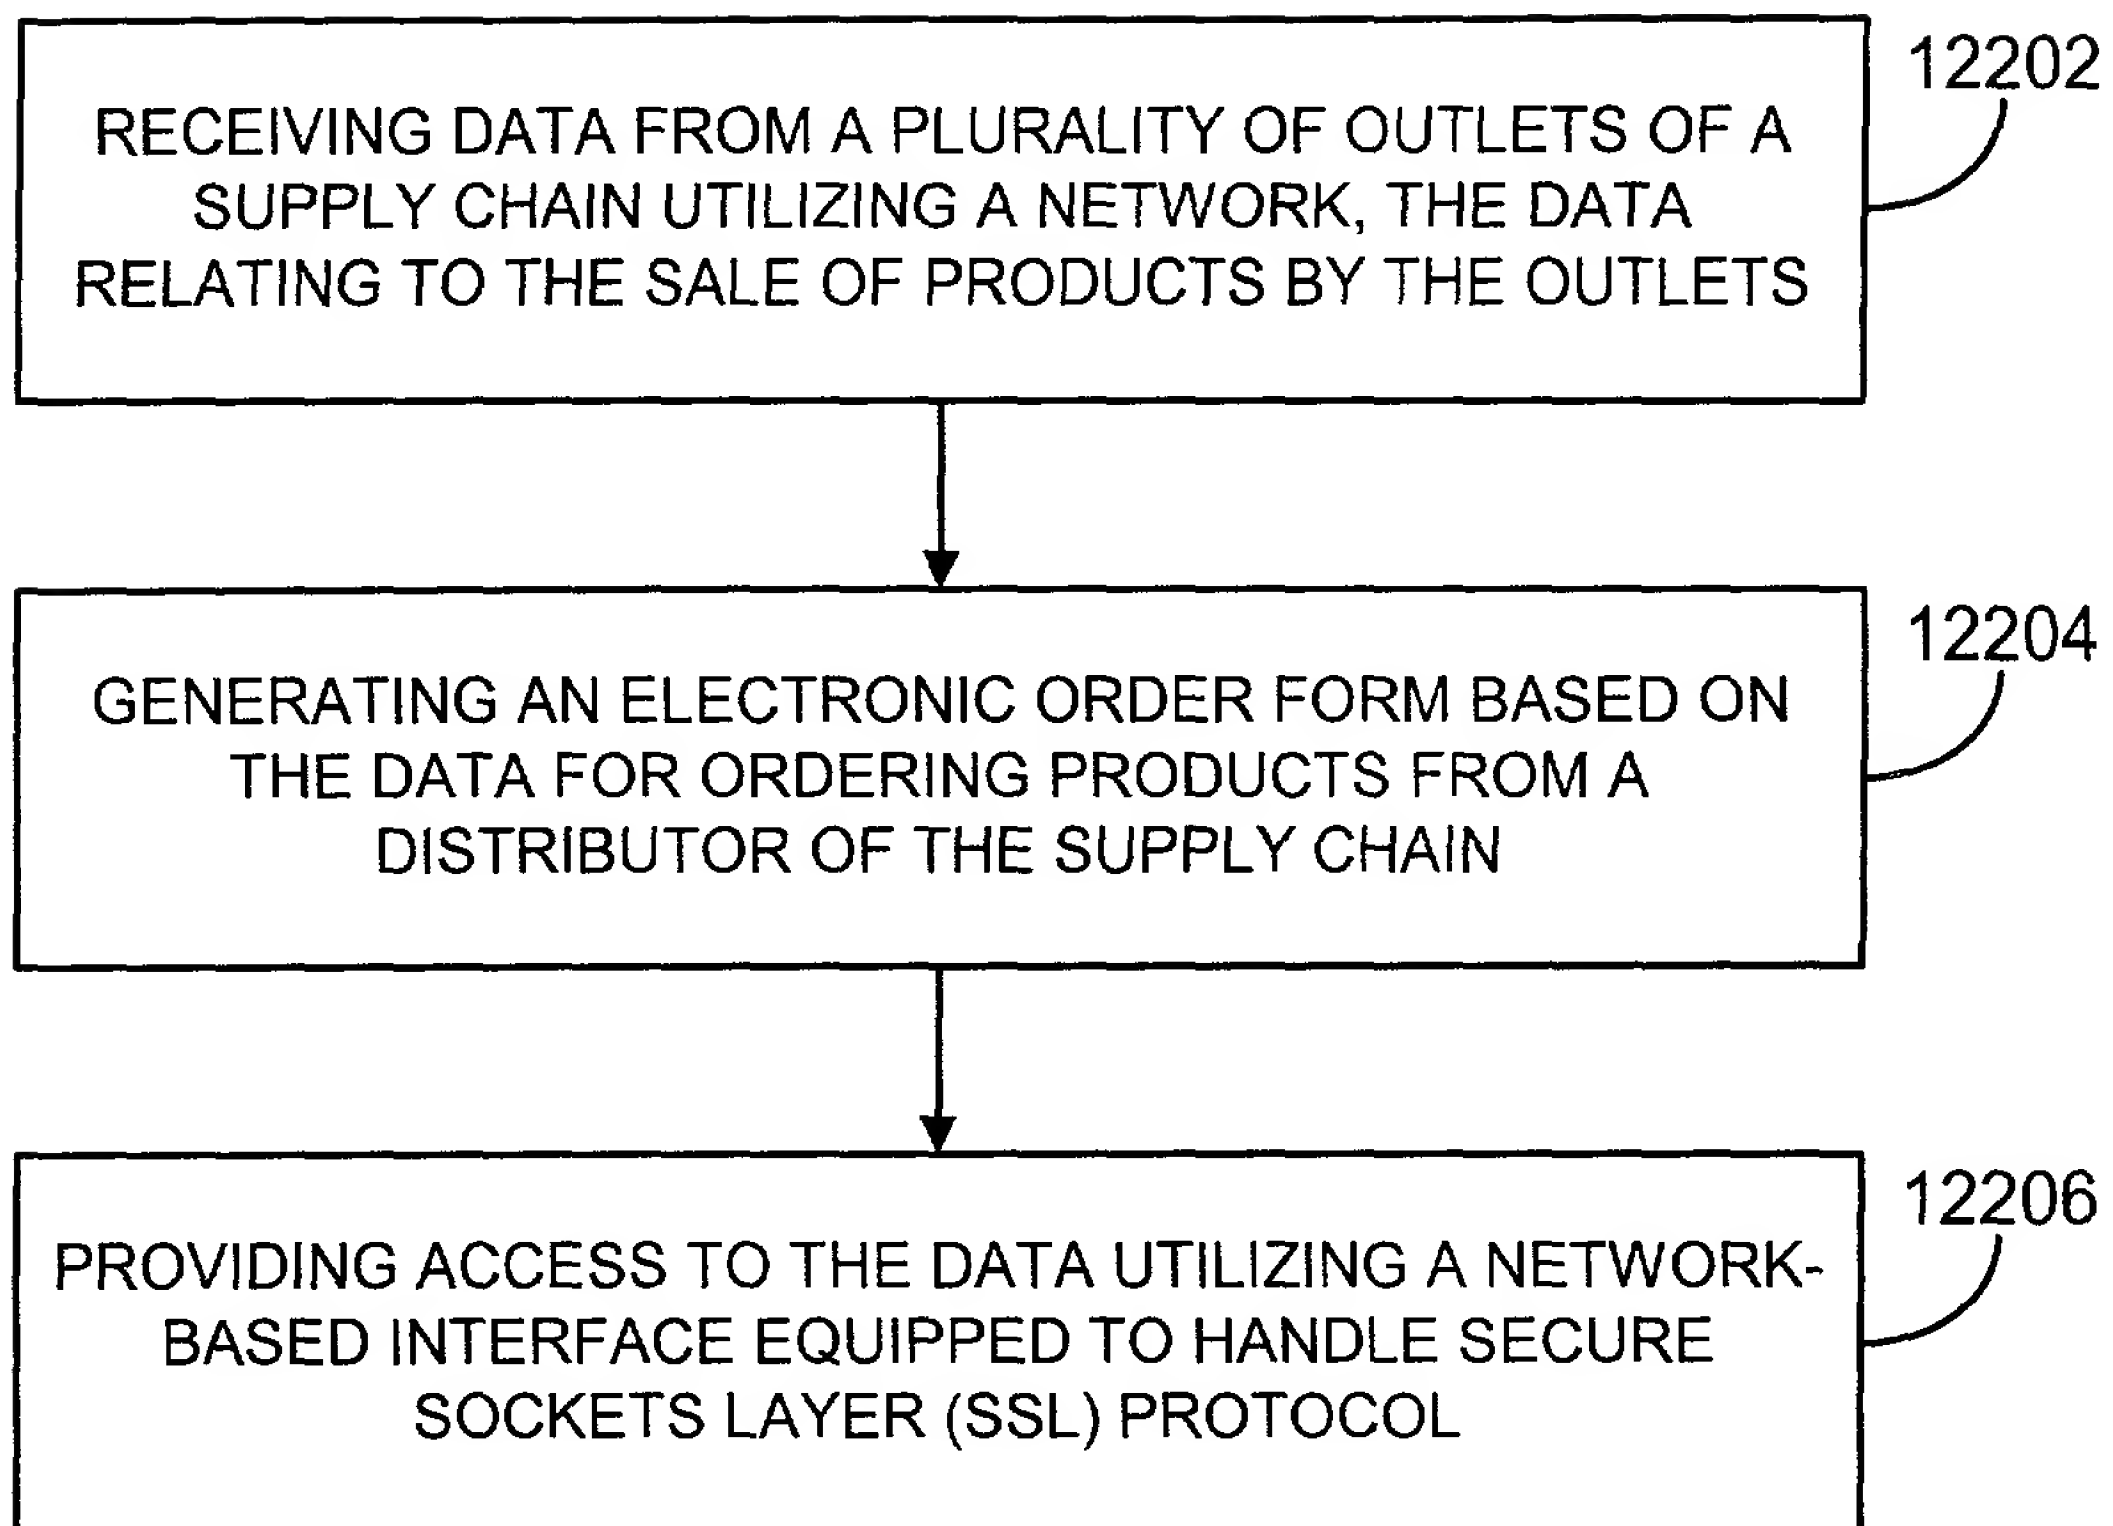 12202
RECEIVING DATA FROM A PLURALITY OF OUTLETS OF A
SUPPLY CHAIN UTILIZING A NETWORK, THE DATA
RELATING TO THE SALE OF PRODUCTS BY THE OUTLETS
12204
GENERATING AN ELECTRONIC ORDER FORM BASED ON
THE DATA FOR ORDERING PRODUCTS FROM A
DISTRIBUTOR OF THE SUPPLY CHAIN
12206
PROVIDING ACCESS TO THE DATA UTILIZING A NETWORK-
BASED INTERFACE EQUIPPED TO HANDLE SECURE
SOCKETS LAYER (SSL) PROTOCOL